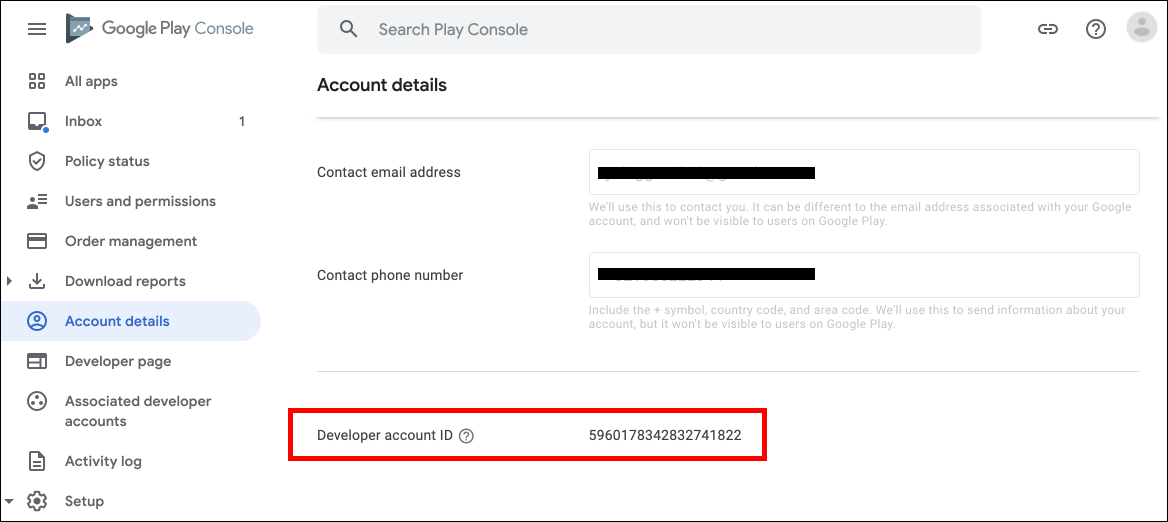 Google Play Console
Search Play Console
All apps
Inbox 1
Policy status
Users and permissions
Order management
Download reports
Account details
Developer page
Associated developer
accounts
Activity log
Setup
Account details
Contact email address
We'll use this to contact you. It can be different to the email address associated with your Google
account, and won't be visible to users on Google Play.
Contact phone number
Include the + symbol, country code, and area code. We'll use this to send information about your
account, but it won't be visible to users on Google Play.
Developer account ID ? 5960178342832741822